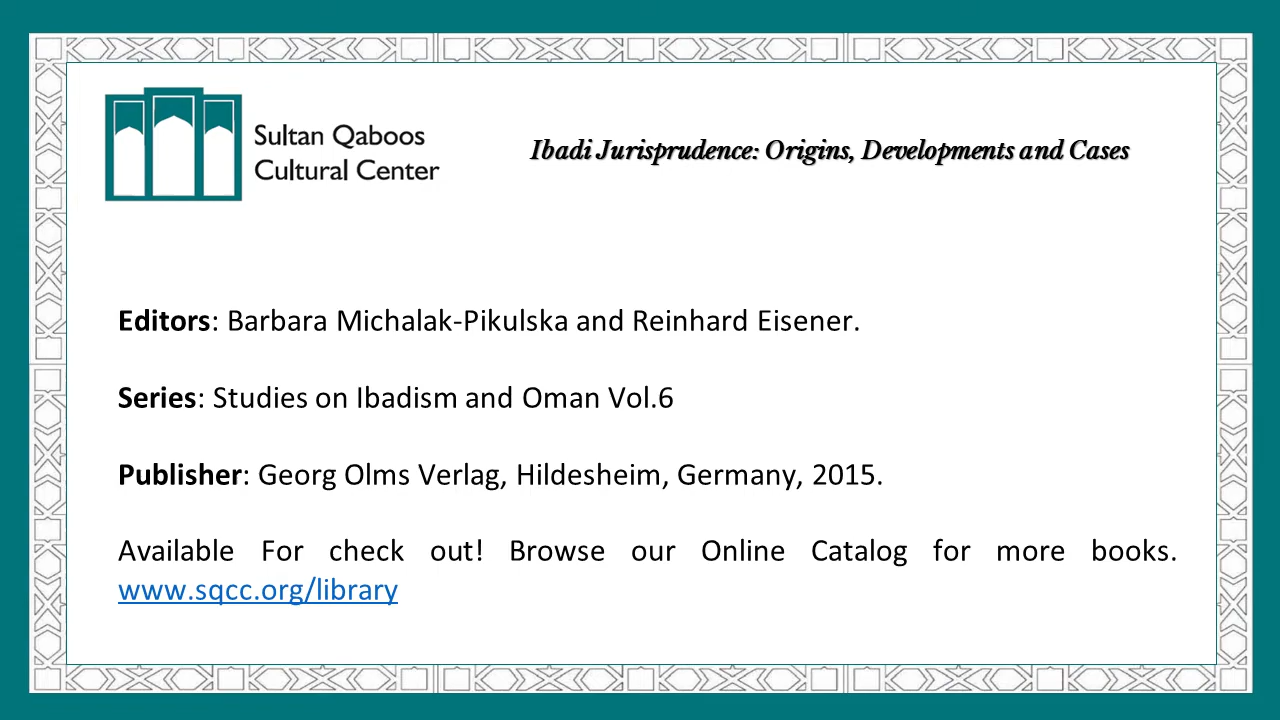 Sultan Qaboos
Cultural Center
Ibadi Jurisprudence: Origins, Developments and Cases
Editors: Barbara Michalak-Pikulska and Reinhard Eisener.
Series: Studies on Ibadism and Oman Vol.6
Publisher: Georg Olms Verlag, Hildesheim, Germany, 2015.
Available For check out! Browse our Online Catalog for more books.
www.sqcc.org/library